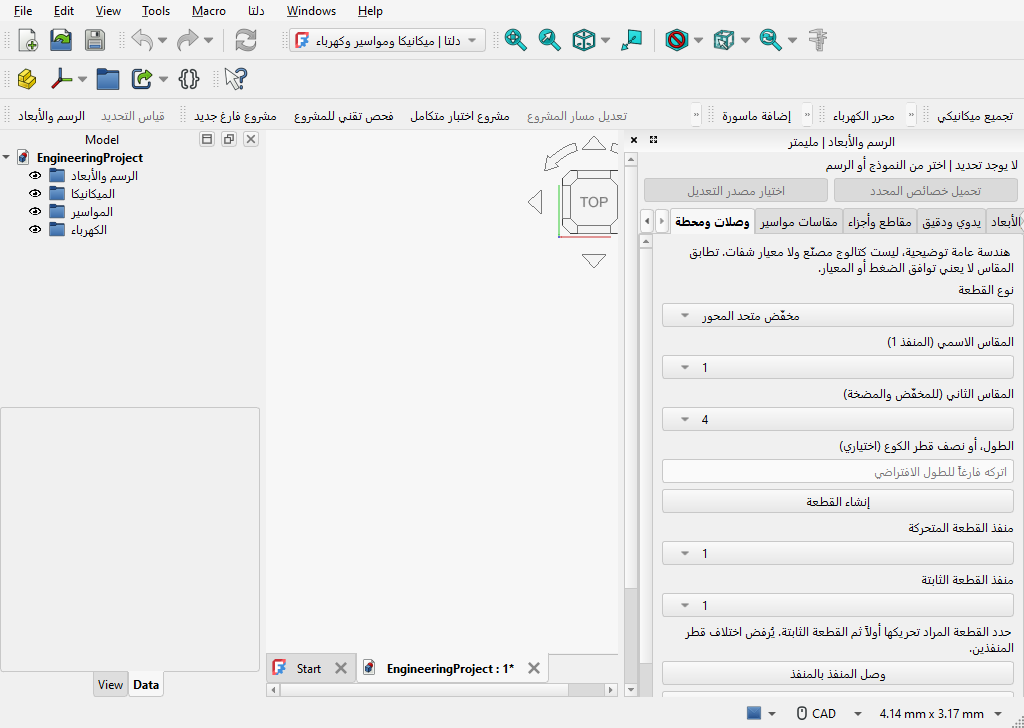 File Edit View Tools Macro دلتا Windows Help
دلتا | ميكانيكا ومواسير وكهرباء
الرسم والأبعاد قياس التحديد مشروع فارغ جديد فحص تقني للمشروع مشروع اختبار متكامل تعديل مسار المشروع » إضافة ماسورة » محرر الكهرباء » تجميع ميكانيكي
Model
EngineeringProject
الرسم والأبعاد
الميكانيكا
المواسير
الكهرباء
View Data
TOP
Start
EngineeringProject : 1*
الرسم والأبعاد | مليمتر
لا يوجد تحديد | اختر من النموذج أو الرسم
اختيار مصدر التعديل تحميل خصائص المحدد
وصلات ومحطة مقاسات مواسير مقاطع وأجزاء يدوي ودقيق الأبعاد
هندسة عامة توضيحية، ليست كتالوج مصنّع ولا معيار شفات. تطابق
المقاس لا يعني توافق الضغط أو المعيار.
نوع القطعة
مخفّض متحد المحور
المقاس الاسمي (المنفذ 1)
1
المقاس الثاني (للمخفّض والمضخة)
4
الطول، أو نصف قطر الكوع (اختياري)
اتركه فارغاً للطول الافتراضي
إنشاء القطعة
منفذ القطعة المتحركة
1
منفذ القطعة الثابتة
1
حدد القطعة المراد تحريكها أولاً ثم القطعة الثابتة. يُرفض اختلاف قطر
المنفذين.
وصل المنفذ بالمنفذ
CAD
4.14 mm x 3.17 mm